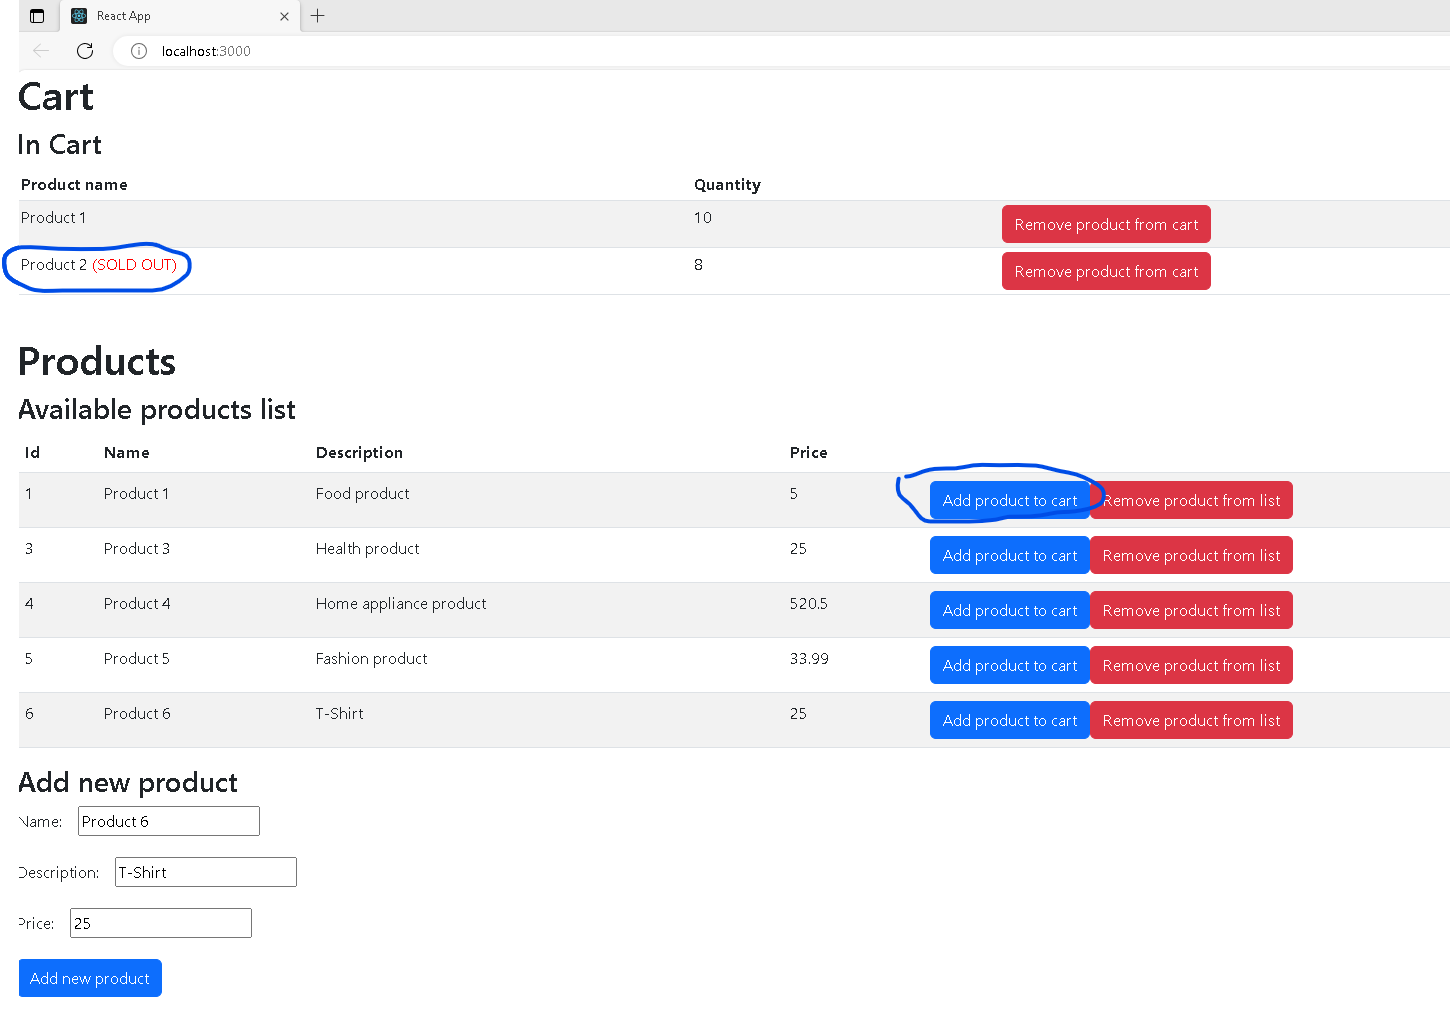 React App
localhost:3000
Cart
In Cart
Product name Quantity
Product 1 10 Remove product from cart
Product 2 (SOLD OUT) 8 Remove product from cart
Products
Available products list
Id Name Description Price
1 Product 1 Food product 5 Add product to cart Remove product from list
3 Product 3 Health product 25 Add product to cart Remove product from list
4 Product 4 Home appliance product 520.5 Add product to cart Remove product from list
5 Product 5 Fashion product 33.99 Add product to cart Remove product from list
6 Product 6 T-Shirt 25 Add product to cart Remove product from list
Add new product
Name: Product 6
Description: T-Shirt
Price: 25
Add new product